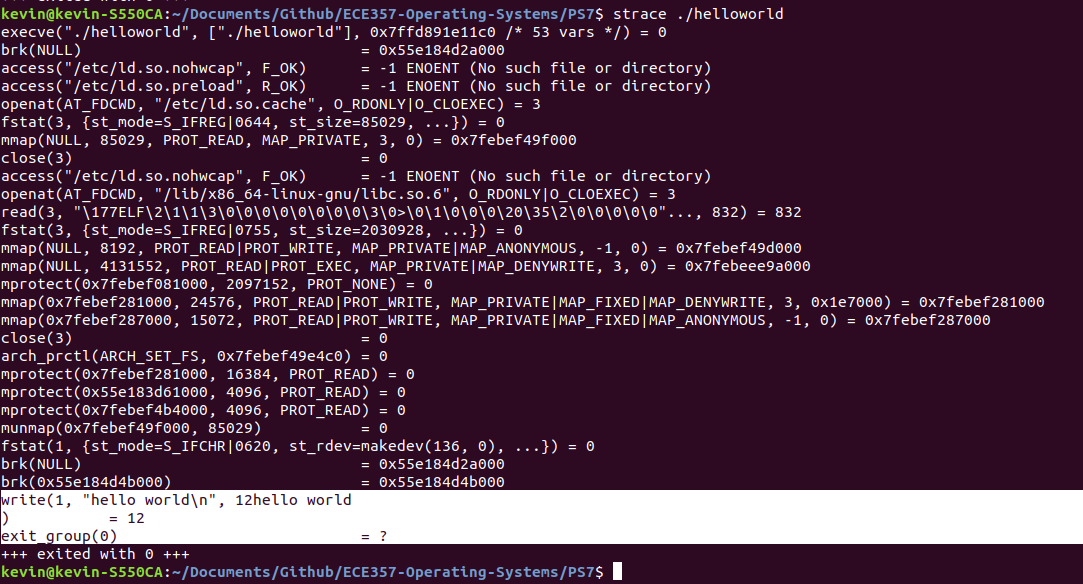 kevin@kevin-S550CA:~/Documents/Github/ECE357-Operating-Systems/PS7$ strace ./helloworld
execve("./helloworld", ["./helloworld"], 0x7ffd891e11c0 /* 53 vars */) = 0
brk(NULL)                               = 0x55e184d2a000
access("/etc/ld.so.nohwcap", F_OK)      = -1 ENOENT (No such file or directory)
access("/etc/ld.so.preload", R_OK)      = -1 ENOENT (No such file or directory)
openat(AT_FDCWD, "/etc/ld.so.cache", O_RDONLY|O_CLOEXEC) = 3
fstat(3, {st_mode=S_IFREG|0644, st_size=85029, ...}) = 0
mmap(NULL, 85029, PROT_READ, MAP_PRIVATE, 3, 0) = 0x7febef49f000
close(3)                                = 0
access("/etc/ld.so.nohwcap", F_OK)      = -1 ENOENT (No such file or directory)
openat(AT_FDCWD, "/lib/x86_64-linux-gnu/libc.so.6", O_RDONLY|O_CLOEXEC) = 3
read(3, "\177ELF\2\1\1\3\0\0\0\0\0\0\0\0\3\0>\0\1\0\0\0\20\35\2\0\0\0\0\0"..., 832) = 832
fstat(3, {st_mode=S_IFREG|0755, st_size=2030928, ...}) = 0
mmap(NULL, 8192, PROT_READ|PROT_WRITE, MAP_PRIVATE|MAP_ANONYMOUS, -1, 0) = 0x7febef49d000
mmap(NULL, 4131552, PROT_READ|PROT_EXEC, MAP_PRIVATE|MAP_DENYWRITE, 3, 0) = 0x7febeee9a000
mprotect(0x7febef081000, 2097152, PROT_NONE) = 0
mmap(0x7febef281000, 24576, PROT_READ|PROT_WRITE, MAP_PRIVATE|MAP_FIXED|MAP_DENYWRITE, 3, 0x1e7000) = 0x7febef281000
mmap(0x7febef287000, 15072, PROT_READ|PROT_WRITE, MAP_PRIVATE|MAP_FIXED|MAP_ANONYMOUS, -1, 0) = 0x7febef287000
close(3)                                = 0
arch_prctl(ARCH_SET_FS, 0x7febef49e4c0) = 0
mprotect(0x7febef281000, 16384, PROT_READ) = 0
mprotect(0x55e183d61000, 4096, PROT_READ) = 0
mprotect(0x7febef4b4000, 4096, PROT_READ) = 0
munmap(0x7febef49f000, 85029)           = 0
fstat(1, {st_mode=S_IFCHR|0620, st_rdev=makedev(136, 0), ...}) = 0
brk(NULL)                               = 0x55e184d2a000
brk(0x55e184d4b000)                     = 0x55e184d4b000
write(1, "hello world\n", 12hello world
)           = 12
exit_group(0)                           = ?
+++ exited with 0 +++
kevin@kevin-S550CA:~/Documents/Github/ECE357-Operating-Systems/PS7$